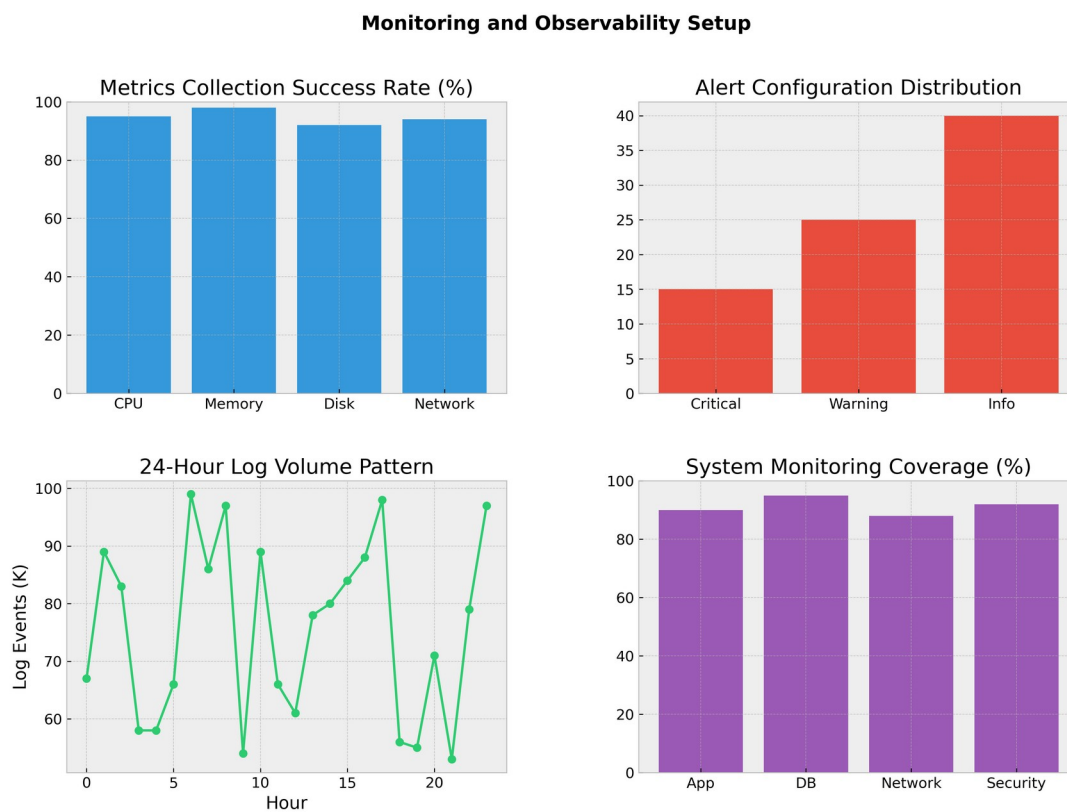 Monitoring and Observability Setup
Metrics Collection Success Rate (%)
100
80
60
40
20
0
CPU Memory Disk Network
Alert Configuration Distribution
40
35
30
25
20
15
10
5
0
Critical Warning Info
24-Hour Log Volume Pattern
Log Events (K)
100
90
80
70
60
0 5 10 15 20
Hour
System Monitoring Coverage (%)
100
80
60
40
20
0
App DB Network Security